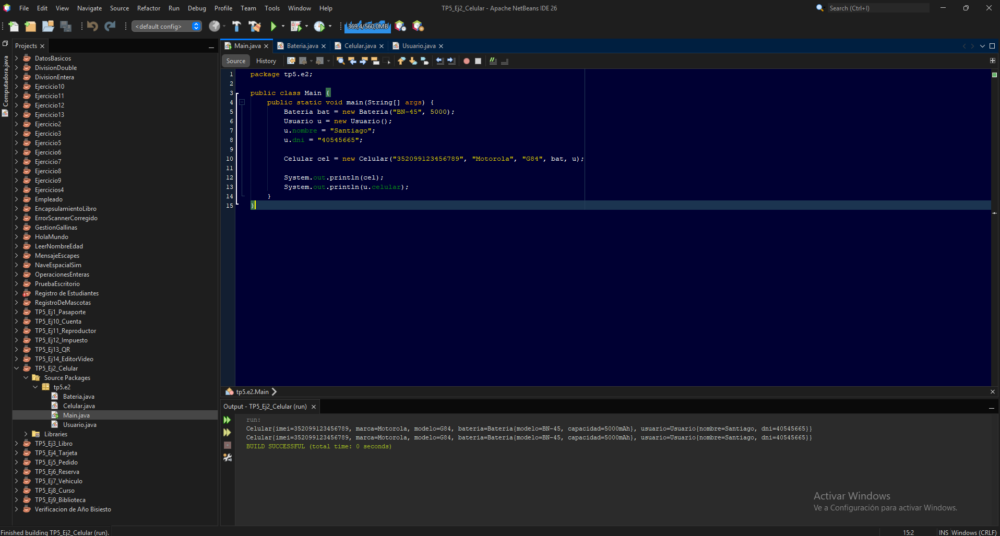 File Edit View Navigate Source Refactor Run Debug Profile Team Tools Window Help
TP5_Ej2_Celular - Apache NetBeans IDE 26
Search (Ctrl+I)
<default config>
369,4/560,0MB
Computadora.java
Projects
DatosBasicos
DivisionDouble
DivisionEntera
Ejercicio10
Ejercicio11
Ejercicio12
Ejercicio13
Ejercicio2
Ejercicio3
Ejercicio5
Ejercicio6
Ejercicio7
Ejercicio8
Ejercicio9
Ejercicios4
Empleado
EncapsulamientoLibro
ErrorScannerCorregido
GestionGallinas
HolaMundo
LeerNombreEdad
MensajeEscapes
NaveEspacialSim
OperacionesEnteras
PruebaEscritorio
Registro de Estudiantes
RegistroDeMascotas
TP5_Ej1_Pasaporte
TP5_Ej10_Cuenta
TP5_Ej11_Reproductor
TP5_Ej12_Impuesto
TP5_Ej13_QR
TP5_Ej14_EditorVideo
TP5_Ej2_Celular
Source Packages
tp5.e2
Bateria.java
Celular.java
Main.java
Usuario.java
Libraries
TP5_Ej3_Libro
TP5_Ej4_Tarjeta
TP5_Ej5_Pedido
TP5_Ej6_Reserva
TP5_Ej7_Vehiculo
TP5_Ej8_Curso
TP5_Ej9_Biblioteca
Verificacion de Año Bisiesto
Main.java Bateria.java Celular.java Usuario.java
Source History
1 package tp5.e2;
2
3 public class Main {
4 public static void main(String[] args) {
5 Bateria bat = new Bateria("BN-45", 5000);
6 Usuario u = new Usuario();
7 u.nombre = "Santiago";
8 u.dni = "40545665";
9
10 Celular cel = new Celular("352099123456789", "Motorola", "G84", bat, u);
11
12 System.out.println(cel);
13 System.out.println(u.celular);
14 }
15 }
tp5.e2.Main
Output - TP5_Ej2_Celular (run)
run:
Celular{imei=352099123456789, marca=Motorola, modelo=G84, bateria=Bateria{modelo=BN-45, capacidad=5000mAh}, usuario=Usuario{nombre=Santiago, dni=40545665}}
Celular{imei=352099123456789, marca=Motorola, modelo=G84, bateria=Bateria{modelo=BN-45, capacidad=5000mAh}, usuario=Usuario{nombre=Santiago, dni=40545665}}
BUILD SUCCESSFUL (total time: 0 seconds)
Activar Windows
Ve a Configuración para activar Windows.
Finished building TP5_Ej2_Celular (run).
15:2 INS Windows (CRLF)